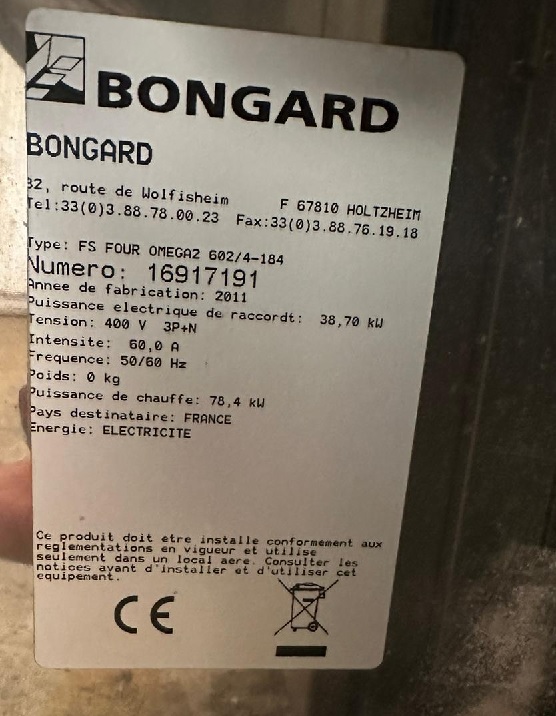 BONGARD
BONGARD
32, route de Wolfisheim F 67810 HOLTZHEIM
Tel:33(0)3.88.78.00.23 Fax:33(0)3.88.76.19.18
Type: FS FOUR OMEGA2 602/4-184
Numero: 16917191
Annee de fabrication: 2011
Puissance electrique de raccordt: 38,70 kW
Tension: 400 V 3P+N
Intensite: 60,0 A
Frequence: 50/60 Hz
Poids: 0 kg
Puissance de chauffe: 78,4 kW
Pays destinataire: FRANCE
Energie: ELECTRICITE
Ce produit doit etre installe conformement aux
reglementations en vigueur et utilise
seulement dans un local aere. Consulter les
notices avant d'installer et d'utiliser cet
equipement.
CE